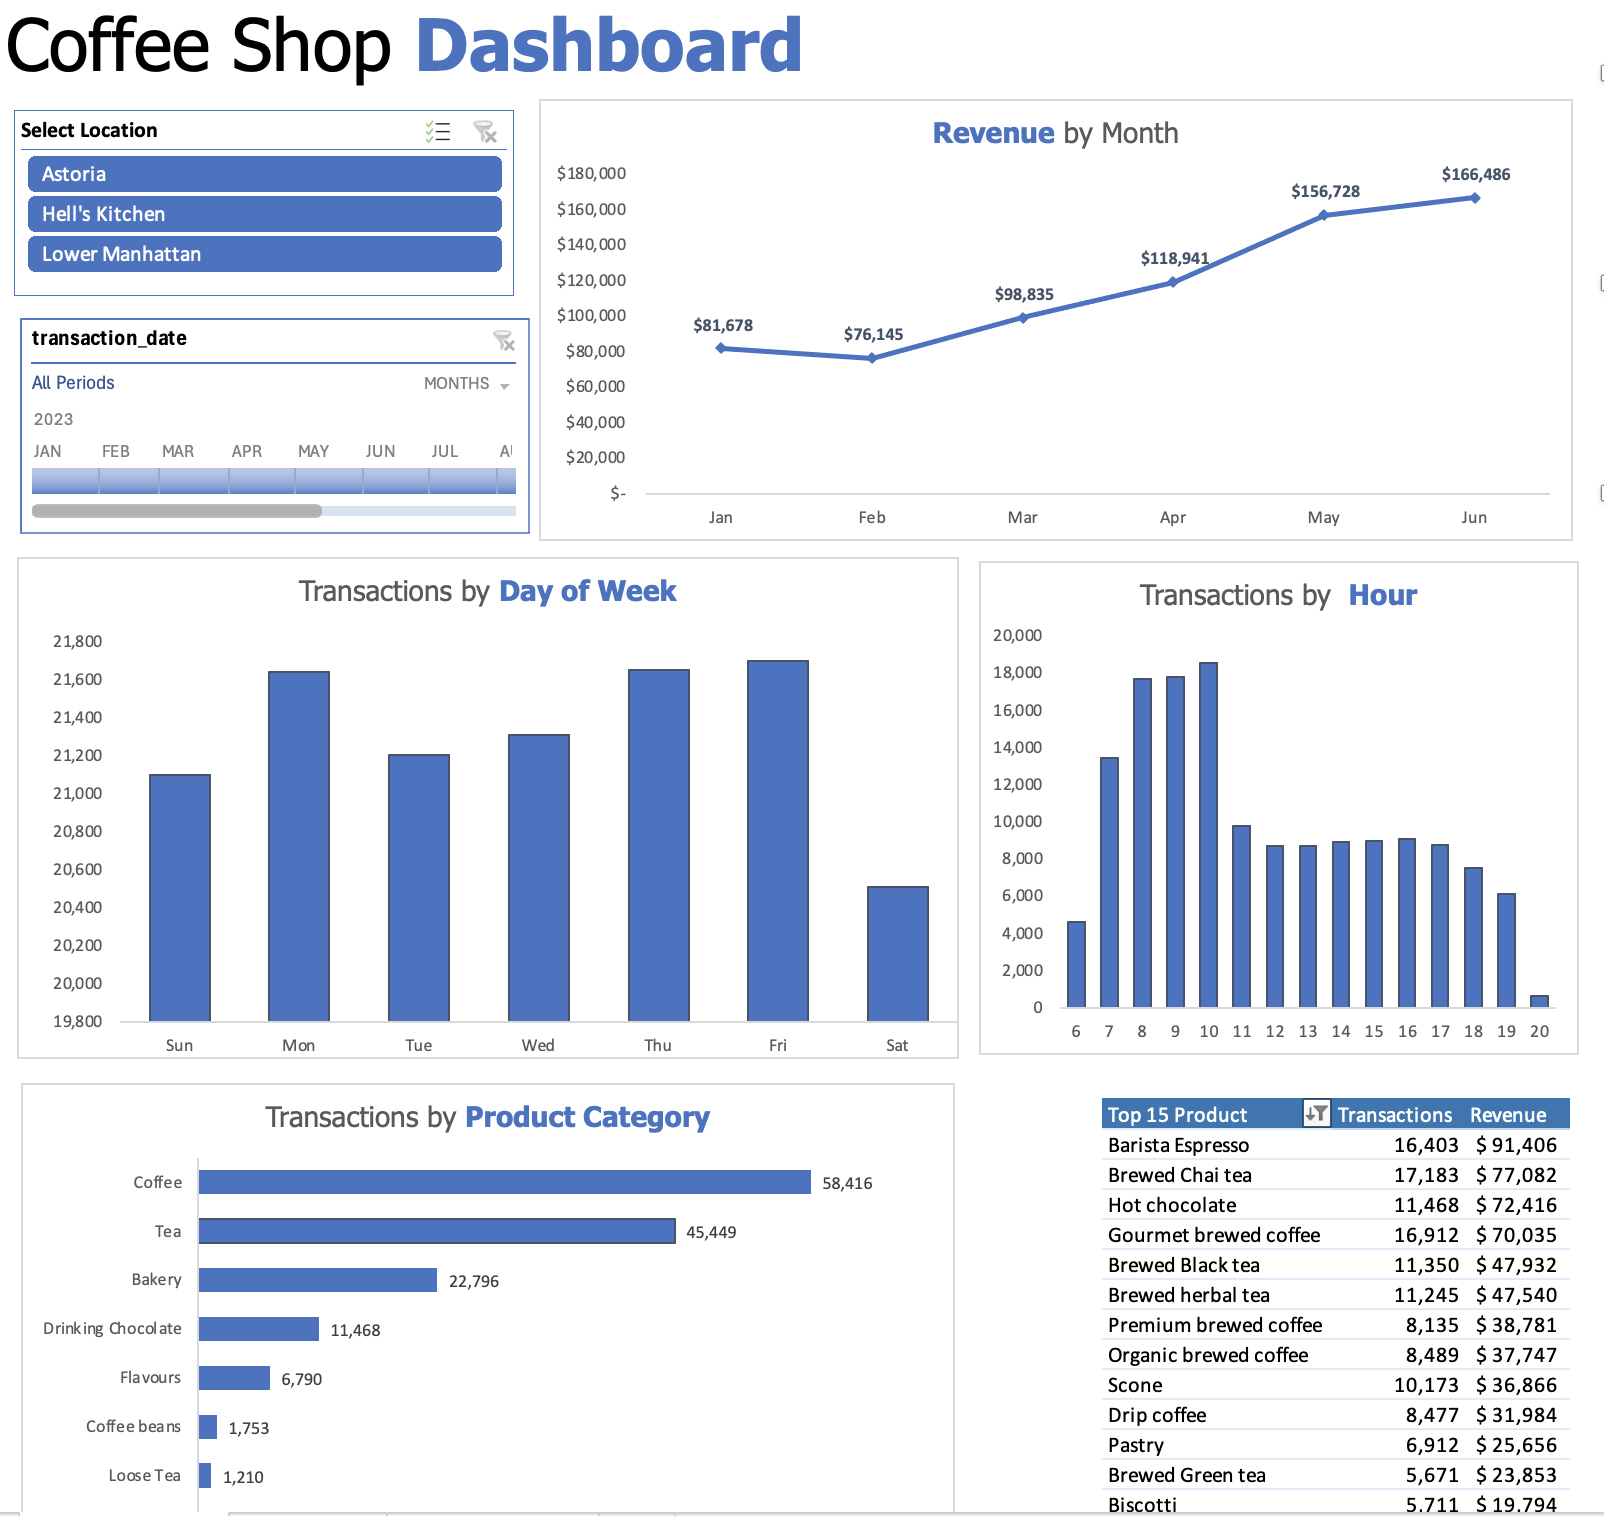 Coffee Shop Dashboard
Select Location
Astoria
Hell's Kitchen
Lower Manhattan
transaction_date
All Periods
MONTHS
2023
JAN FEB MAR APR MAY JUN JUL
Revenue by Month
$180,000
$160,000
$140,000
$120,000
$100,000
$80,000
$60,000
$40,000
$20,000
$-
$81,678
$76,145
$98,835
$118,941
$156,728
$166,486
Jan Feb Mar Apr May Jun
Transactions by Day of Week
21,800
21,600
21,400
21,200
21,000
20,800
20,600
20,400
20,200
20,000
19,800
Sun Mon Tue Wed Thu Fri Sat
Transactions by Hour
20,000
18,000
16,000
14,000
12,000
10,000
8,000
6,000
4,000
2,000
0
6 7 8 9 10 11 12 13 14 15 16 17 18 19 20
Transactions by Product Category
Coffee 58,416
Tea 45,449
Bakery 22,796
Drinking Chocolate 11,468
Flavours 6,790
Coffee beans 1,753
Loose Tea 1,210
Top 15 Product Transactions Revenue
Barista Espresso 16,403 $ 91,406
Brewed Chai tea 17,183 $ 77,082
Hot chocolate 11,468 $ 72,416
Gourmet brewed coffee 16,912 $ 70,035
Brewed Black tea 11,350 $ 47,932
Brewed herbal tea 11,245 $ 47,540
Premium brewed coffee 8,135 $ 38,781
Organic brewed coffee 8,489 $ 37,747
Scone 10,173 $ 36,866
Drip coffee 8,477 $ 31,984
Pastry 6,912 $ 25,656
Brewed Green tea 5,671 $ 23,853
Biscotti 5,711 $ 19,794